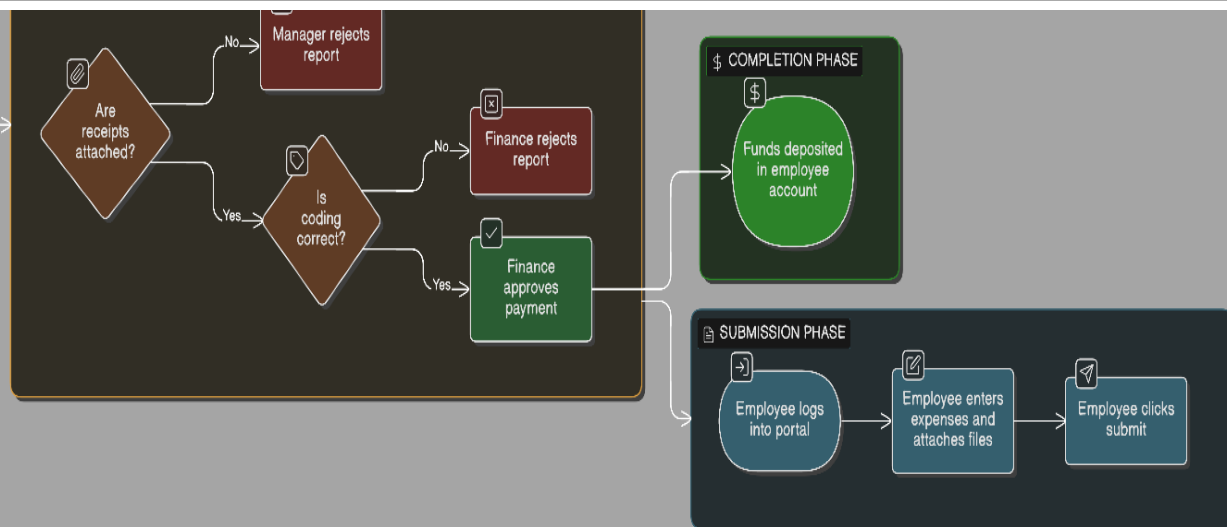 Manager rejects
report
No
Are
receipts
attached?
Yes
Is
coding
correct?
No
Finance rejects
report
Yes
Finance
approves
payment
$ COMPLETION PHASE
$
Funds deposited
in employee
account
SUBMISSION PHASE
Employee logs
into portal
Employee enters
expenses and
attaches files
Employee clicks
submit